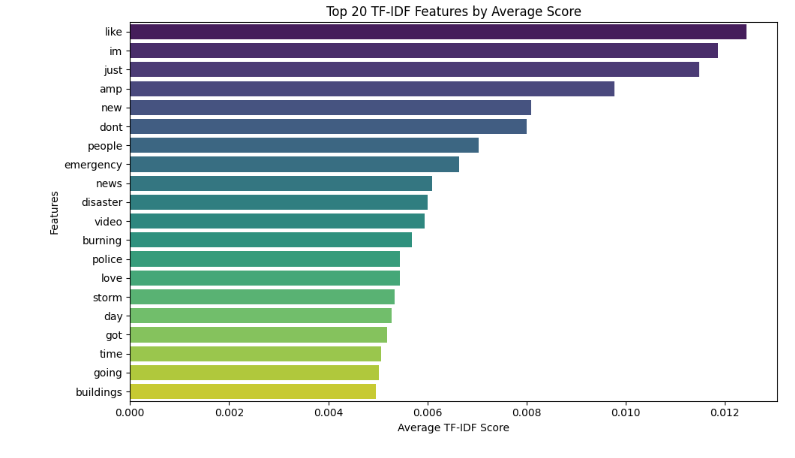 Top 20 TF-IDF Features by Average Score
Features
like
im
just
amp
new
dont
people
emergency
news
disaster
video
burning
police
love
storm
day
got
time
going
buildings
0.000 0.002 0.004 0.006 0.008 0.010 0.012
Average TF-IDF Score